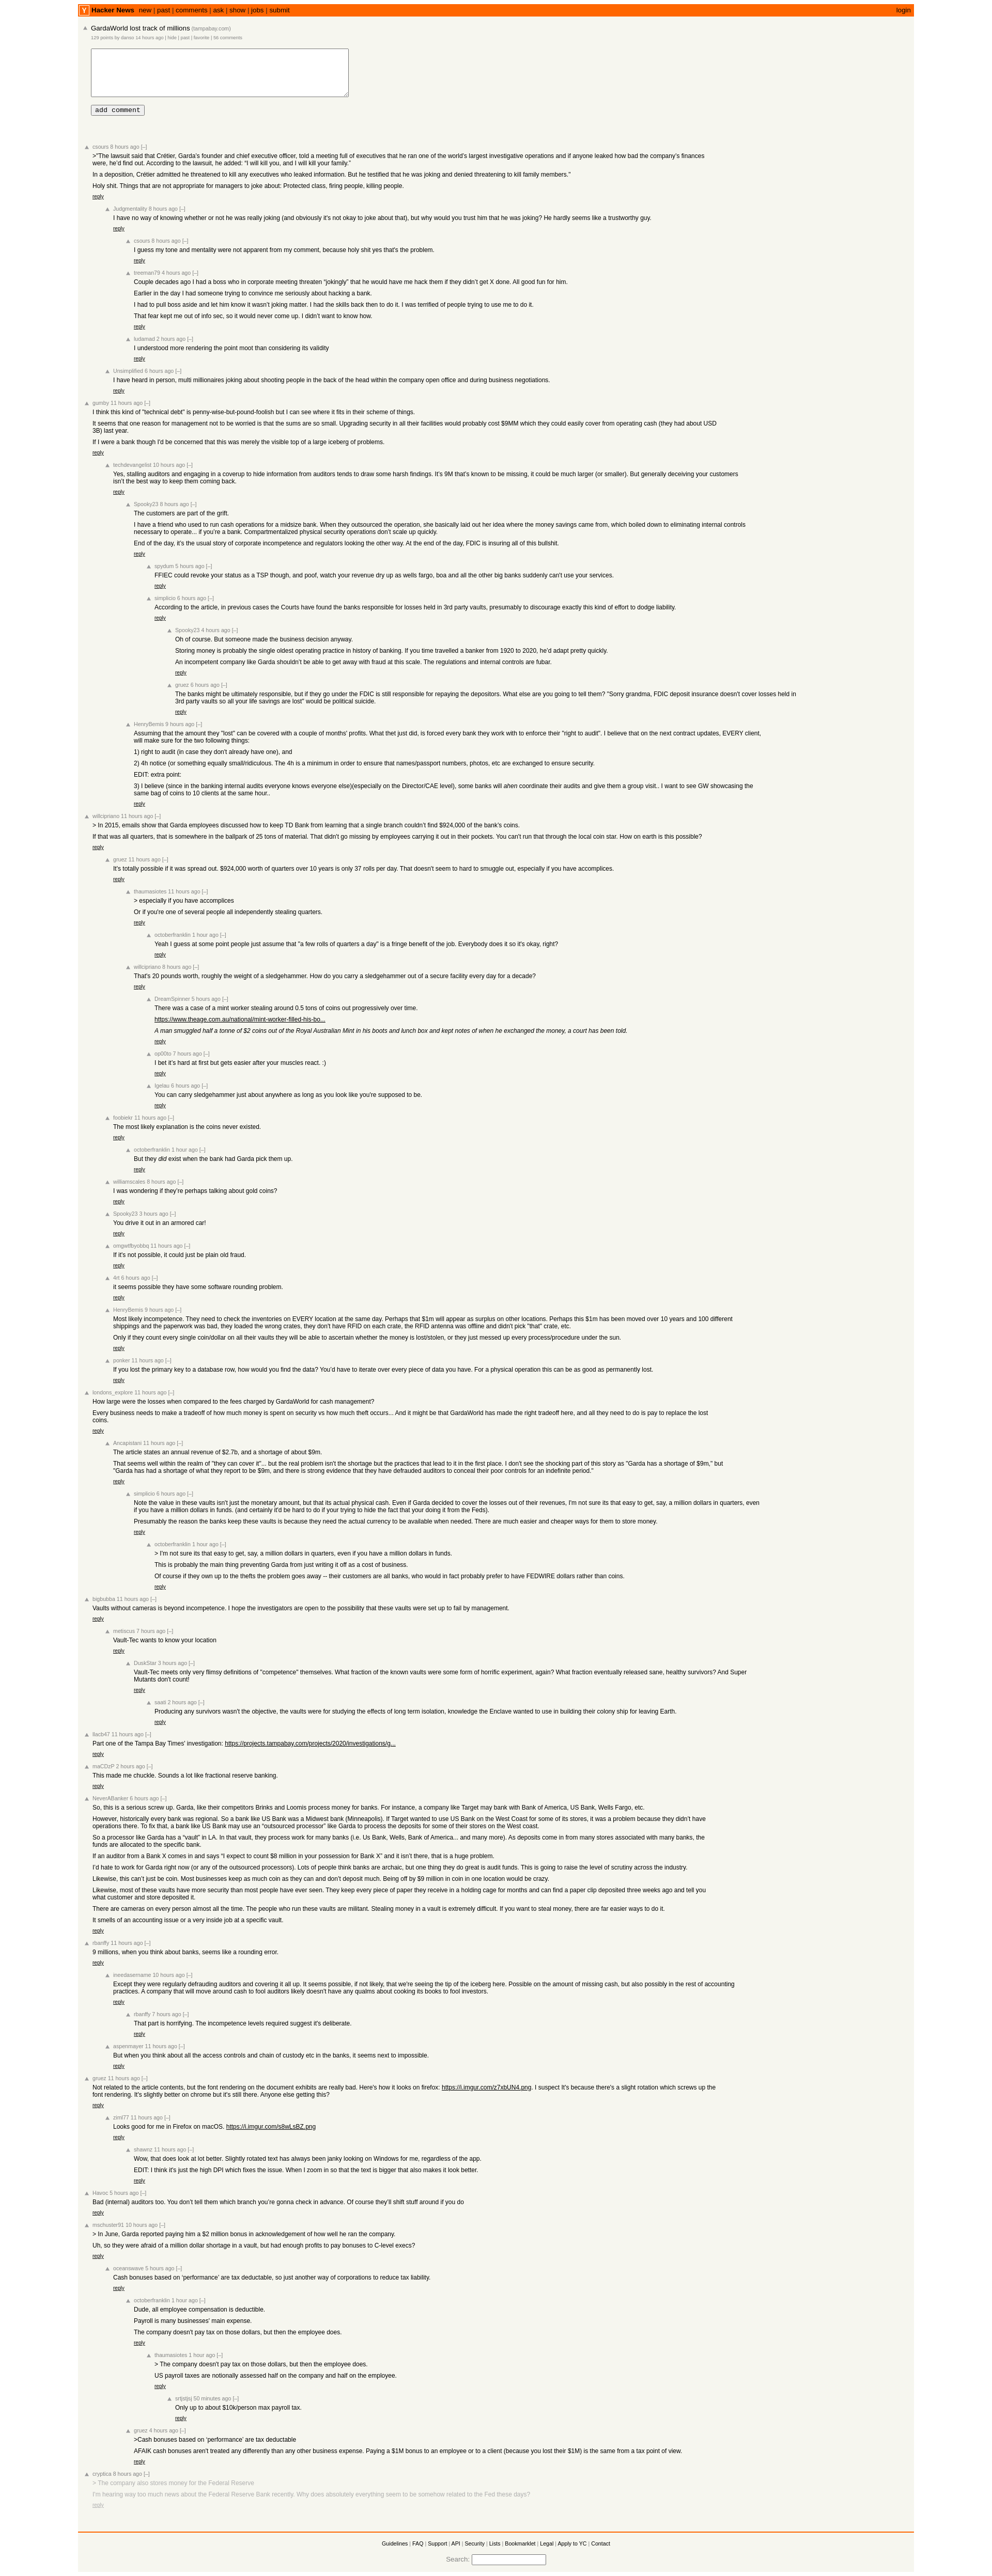 Y Hacker News new | past | comments | ask | show | jobs | submit login
GardaWorld lost track of millions (tampabay.com)
129 points by danso 14 hours ago | hide | past | favorite | 56 comments
add comment
csours 8 hours ago [–]
>"The lawsuit said that Crétier, Garda's founder and chief executive officer, told a meeting full of executives that he ran one of the world's largest investigative operations and if anyone leaked how bad the company's finances
were, he'd find out. According to the lawsuit, he added: "I will kill you, and I will kill your family."
In a deposition, Crétier admitted he threatened to kill any executives who leaked information. But he testified that he was joking and denied threatening to kill family members."
Holy shit. Things that are not appropriate for managers to joke about: Protected class, firing people, killing people.
reply
Judgmentality 8 hours ago [–]
I have no way of knowing whether or not he was really joking (and obviously it's not okay to joke about that), but why would you trust him that he was joking? He hardly seems like a trustworthy guy.
reply
csours 8 hours ago [–]
I guess my tone and mentality were not apparent from my comment, because holy shit yes that's the problem.
reply
treeman79 4 hours ago [–]
Couple decades ago I had a boss who in corporate meeting threaten "jokingly" that he would have me hack them if they didn't get X done. All good fun for him.
Earlier in the day I had someone trying to convince me seriously about hacking a bank.
I had to pull boss aside and let him know it wasn't joking matter. I had the skills back then to do it. I was terrified of people trying to use me to do it.
That fear kept me out of info sec, so it would never come up. I didn't want to know how.
reply
ludamad 2 hours ago [–]
I understood more rendering the point moot than considering its validity
reply
Unsimplified 6 hours ago [–]
I have heard in person, multi millionaires joking about shooting people in the back of the head within the company open office and during business negotiations.
reply
gumby 11 hours ago [–]
I think this kind of "technical debt" is penny-wise-but-pound-foolish but I can see where it fits in their scheme of things.
It seems that one reason for management not to be worried is that the sums are so small. Upgrading security in all their facilities would probably cost $9MM which they could easily cover from operating cash (they had about USD
3B) last year.
If I were a bank though I'd be concerned that this was merely the visible top of a large iceberg of problems.
reply
techdevangelist 10 hours ago [–]
Yes, stalling auditors and engaging in a coverup to hide information from auditors tends to draw some harsh findings. It's 9M that's known to be missing, it could be much larger (or smaller). But generally deceiving your customers
isn't the best way to keep them coming back.
reply
Spooky23 8 hours ago [–]
The customers are part of the grift.
I have a friend who used to run cash operations for a midsize bank. When they outsourced the operation, she basically laid out her idea where the money savings came from, which boiled down to eliminating internal controls
necessary to operate... if you're a bank. Compartmentalized physical security operations don't scale up quickly.
End of the day, it's the usual story of corporate incompetence and regulators looking the other way. At the end of the day, FDIC is insuring all of this bullshit.
reply
spydum 5 hours ago [–]
FFIEC could revoke your status as a TSP though, and poof, watch your revenue dry up as wells fargo, boa and all the other big banks suddenly can't use your services.
reply
simplicio 6 hours ago [–]
According to the article, in previous cases the Courts have found the banks responsible for losses held in 3rd party vaults, presumably to discourage exactly this kind of effort to dodge liability.
reply
Spooky23 4 hours ago [–]
Oh of course. But someone made the business decision anyway.
Storing money is probably the single oldest operating practice in history of banking. If you time travelled a banker from 1920 to 2020, he'd adapt pretty quickly.
An incompetent company like Garda shouldn't be able to get away with fraud at this scale. The regulations and internal controls are fubar.
reply
gruez 6 hours ago [–]
The banks might be ultimately responsible, but if they go under the FDIC is still responsible for repaying the depositors. What else are you going to tell them? "Sorry grandma, FDIC deposit insurance doesn't cover losses held in
3rd party vaults so all your life savings are lost" would be political suicide.
reply
HenryBemis 9 hours ago [–]
Assuming that the amount they "lost" can be covered with a couple of months' profits. What thet just did, is forced every bank they work with to enforce their "right to audit". I believe that on the next contract updates, EVERY client,
will make sure for the two following things:
1) right to audit (in case they don't already have one), and
2) 4h notice (or something equally small/ridiculous. The 4h is a minimum in order to ensure that names/passport numbers, photos, etc are exchanged to ensure security.
EDIT: extra point:
3) I believe (since in the banking internal audits everyone knows everyone else)(especially on the Director/CAE level), some banks will ahem coordinate their audits and give them a group visit.. I want to see GW showcasing the
same bag of coins to 10 clients at the same hour..
reply
willcipriano 11 hours ago [–]
> In 2015, emails show that Garda employees discussed how to keep TD Bank from learning that a single branch couldn't find $924,000 of the bank's coins.
If that was all quarters, that is somewhere in the ballpark of 25 tons of material. That didn't go missing by employees carrying it out in their pockets. You can't run that through the local coin star. How on earth is this possible?
reply
gruez 11 hours ago [–]
It's totally possible if it was spread out. $924,000 worth of quarters over 10 years is only 37 rolls per day. That doesn't seem to hard to smuggle out, especially if you have accomplices.
reply
thaumasiotes 11 hours ago [–]
> especially if you have accomplices
Or if you're one of several people all independently stealing quarters.
reply
octoberfranklin 1 hour ago [–]
Yeah I guess at some point people just assume that "a few rolls of quarters a day" is a fringe benefit of the job. Everybody does it so it's okay, right?
reply
willcipriano 8 hours ago [–]
That's 20 pounds worth, roughly the weight of a sledgehammer. How do you carry a sledgehammer out of a secure facility every day for a decade?
reply
DreamSpinner 5 hours ago [–]
There was a case of a mint worker stealing around 0.5 tons of coins out progressively over time.
https://www.theage.com.au/national/mint-worker-filled-his-bo...
A man smuggled half a tonne of $2 coins out of the Royal Australian Mint in his boots and lunch box and kept notes of when he exchanged the money, a court has been told.
reply
up00to 7 hours ago [–]
I bet it's hard at first but gets easier after your muscles react. :)
reply
Igelau 6 hours ago [–]
You can carry sledgehammer just about anywhere as long as you look like you're supposed to be.
reply
foobiekr 11 hours ago [–]
The most likely explanation is the coins never existed.
reply
octoberfranklin 1 hour ago [–]
But they did exist when the bank had Garda pick them up.
reply
williamscales 8 hours ago [–]
I was wondering if they're perhaps talking about gold coins?
reply
Spooky23 3 hours ago [–]
You drive it out in an armored car!
reply
omgwtfbyobbq 11 hours ago [–]
If it's not possible, it could just be plain old fraud.
reply
4rt 6 hours ago [–]
it seems possible they have some software rounding problem.
reply
HenryBemis 9 hours ago [–]
Most likely incompetence. They need to check the inventories on EVERY location at the same day. Perhaps that $1m will appear as surplus on other locations. Perhaps this $1m has been moved over 10 years and 100 different
shippings and the paperwork was bad, they loaded the wrong crates, they don't have RFID on each crate, the RFID antenna was offline and didn't pick "that" crate, etc.
Only if they count every single coin/dollar on all their vaults they will be able to ascertain whether the money is lost/stolen, or they just messed up every process/procedure under the sun.
reply
ponker 11 hours ago [–]
If you lost the primary key to a database row, how would you find the data? You'd have to iterate over every piece of data you have. For a physical operation this can be as good as permanently lost.
reply
londons_explore 11 hours ago [–]
How large were the losses when compared to the fees charged by GardaWorld for cash management?
Every business needs to make a tradeoff of how much money is spent on security vs how much theft occurs... And it might be that GardaWorld has made the right tradeoff here, and all they need to do is pay to replace the lost
coins.
reply
Ancapistani 11 hours ago [–]
The article states an annual revenue of $2.7b, and a shortage of about $9m.
That seems well within the realm of "they can cover it"... but the real problem isn't the shortage but the practices that lead to it in the first place. I don't see the shocking part of this story as "Garda has a shortage of $9m," but
"Garda has had a shortage of what they report to be $9m, and there is strong evidence that they have defrauded auditors to conceal their poor controls for an indefinite period."
reply
simplicio 6 hours ago [–]
Note the value in these vaults isn't just the monetary amount, but that its actual physical cash. Even if Garda decided to cover the losses out of their revenues, I'm not sure its that easy to get, say, a million dollars in quarters, even
if you have a million dollars in funds. (and certainly it'd be hard to do if your trying to hide the fact that your doing it from the Feds).
Presumably the reason the banks keep these vaults is because they need the actual currency to be available when needed. There are much easier and cheaper ways for them to store money.
reply
octoberfranklin 1 hour ago [–]
> I'm not sure its that easy to get, say, a million dollars in quarters, even if you have a million dollars in funds.
This is probably the main thing preventing Garda from just writing it off as a cost of business.
Of course if they own up to the thefts the problem goes away -- their customers are all banks, who would in fact probably prefer to have FEDWIRE dollars rather than coins.
reply
bigbubba 11 hours ago [–]
Vaults without cameras is beyond incompetence. I hope the investigators are open to the possibility that these vaults were set up to fail by management.
reply
metiscus 7 hours ago [–]
Vault-Tec wants to know your location
reply
DuskStar 3 hours ago [–]
Vault-Tec meets only very flimsy definitions of "competence" themselves. What fraction of the known vaults were some form of horrific experiment, again? What fraction eventually released sane, healthy survivors? And Super
Mutants don't count!
reply
saati 2 hours ago [–]
Producing any survivors wasn't the objective, the vaults were for studying the effects of long term isolation, knowledge the Enclave wanted to use in building their colony ship for leaving Earth.
reply
llacb47 11 hours ago [–]
Part one of the Tampa Bay Times' investigation: https://projects.tampabay.com/projects/2020/investigations/g...
reply
maCDzP 2 hours ago [–]
This made me chuckle. Sounds a lot like fractional reserve banking.
reply
NeverABanker 6 hours ago [–]
So, this is a serious screw up. Garda, like their competitors Brinks and Loomis process money for banks. For instance, a company like Target may bank with Bank of America, US Bank, Wells Fargo, etc.
However, historically every bank was regional. So a bank like US Bank was a Midwest bank (Minneapolis). If Target wanted to use US Bank on the West Coast for some of its stores, it was a problem because they didn't have
operations there. To fix that, a bank like US Bank may use an "outsourced processor" like Garda to process the deposits for some of their stores on the West coast.
So a processor like Garda has a "vault" in LA. In that vault, they process work for many banks (i.e. Us Bank, Wells, Bank of America... and many more). As deposits come in from many stores associated with many banks, the
funds are allocated to the specific bank.
If an auditor from a Bank X comes in and says "I expect to count $8 million in your possession for Bank X" and it isn't there, that is a huge problem.
I'd hate to work for Garda right now (or any of the outsourced processors). Lots of people think banks are archaic, but one thing they do great is audit funds. This is going to raise the level of scrutiny across the industry.
Likewise, this can't just be coin. Most businesses keep as much coin as they can and don't deposit much. Being off by $9 million in coin in one location would be crazy.
Likewise, most of these vaults have more security than most people have ever seen. They keep every piece of paper they receive in a holding cage for months and can find a paper clip deposited three weeks ago and tell you
what customer and store deposited it.
There are cameras on every person almost all the time. The people who run these vaults are militant. Stealing money in a vault is extremely difficult. If you want to steal money, there are far easier ways to do it.
It smells of an accounting issue or a very inside job at a specific vault.
reply
rbanffy 11 hours ago [–]
9 millions, when you think about banks, seems like a rounding error.
reply
ineedasername 10 hours ago [–]
Except they were regularly defrauding auditors and covering it all up. It seems possible, if not likely, that we're seeing the tip of the iceberg here. Possible on the amount of missing cash, but also possibly in the rest of accounting
practices. A company that will move around cash to fool auditors likely doesn't have any qualms about cooking its books to fool investors.
reply
rbanffy 7 hours ago [–]
That part is horrifying. The incompetence levels required suggest it's deliberate.
reply
aspenmayer 11 hours ago [–]
But when you think about all the access controls and chain of custody etc in the banks, it seems next to impossible.
reply
gruez 11 hours ago [–]
Not related to the article contents, but the font rendering on the document exhibits are really bad. Here's how it looks on firefox: https://i.imgur.com/z7xbUN4.png. I suspect It's because there's a slight rotation which screws up the
font rendering. It's slightly better on chrome but it's still there. Anyone else getting this?
reply
ziml77 11 hours ago [–]
Looks good for me in Firefox on macOS. https://i.imgur.com/s8wLsBZ.png
reply
shawnz 11 hours ago [–]
Wow, that does look at lot better. Slightly rotated text has always been janky looking on Windows for me, regardless of the app.
EDIT: I think it's just the high DPI which fixes the issue. When I zoom in so that the text is bigger that also makes it look better.
reply
Havoc 5 hours ago [–]
Bad (internal) auditors too. You don't tell them which branch you're gonna check in advance. Of course they'll shift stuff around if you do
reply
mschuster91 10 hours ago [–]
> In June, Garda reported paying him a $2 million bonus in acknowledgement of how well he ran the company.
Uh, so they were afraid of a million dollar shortage in a vault, but had enough profits to pay bonuses to C-level execs?
reply
oceanswave 5 hours ago [–]
Cash bonuses based on 'performance' are tax deductable, so just another way of corporations to reduce tax liability.
reply
octoberfranklin 1 hour ago [–]
Dude, all employee compensation is deductible.
Payroll is many businesses' main expense.
The company doesn't pay tax on those dollars, but then the employee does.
reply
thaumasiotes 1 hour ago [–]
> The company doesn't pay tax on those dollars, but then the employee does.
US payroll taxes are notionally assessed half on the company and half on the employee.
reply
srtjstjsj 50 minutes ago [–]
Only up to about $10k/person max payroll tax.
reply
gruez 4 hours ago [–]
>Cash bonuses based on 'performance' are tax deductable
AFAIK cash bonuses aren't treated any differently than any other business expense. Paying a $1M bonus to an employee or to a client (because you lost their $1M) is the same from a tax point of view.
reply
cryptica 8 hours ago [–]
> The company also stores money for the Federal Reserve
I'm hearing way too much news about the Federal Reserve Bank recently. Why does absolutely everything seem to be somehow related to the Fed these days?
reply
Guidelines | FAQ | Support | API | Security | Lists | Bookmarklet | Legal | Apply to YC | Contact
Search: